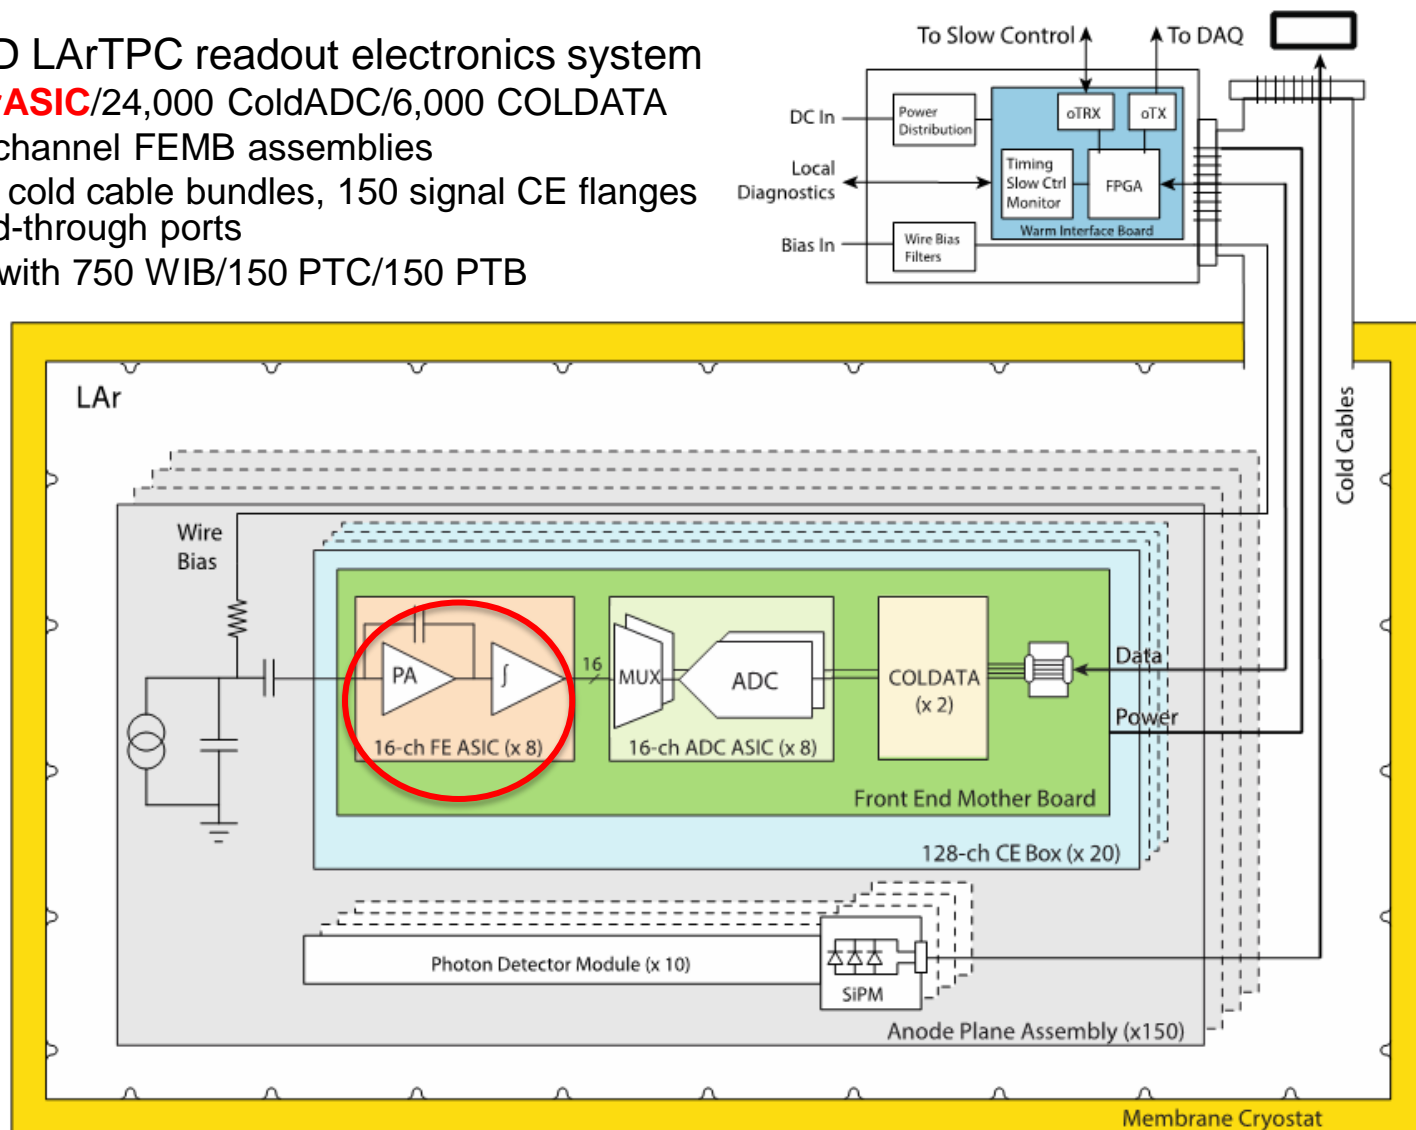 D LArTPC readout electronics system
rASIC/24,000 ColdADC/6,000 COLDATA
channel FEMB assemblies
cold cable bundles, 150 signal CE flanges
d-through ports
with 750 WIB/150 PTC/150 PTB
To Slow Control
To DAQ
DC In
Power
Distribution
oTRX
oTX
Local
Diagnostics
Timing
Slow Ctrl
Monitor
FPGA
Warm Interface Board
Bias In
Wire Bias
Filters
LAr
Cold Cables
Wire
Bias
PA
∫
16
MUX
ADC
COLDATA
(x 2)
Data
Power
16-ch FE ASIC (x 8)
16-ch ADC ASIC (x 8)
Front End Mother Board
128-ch CE Box (x 20)
Photon Detector Module (x 10)
SiPM
Anode Plane Assembly (x150)
Membrane Cryostat